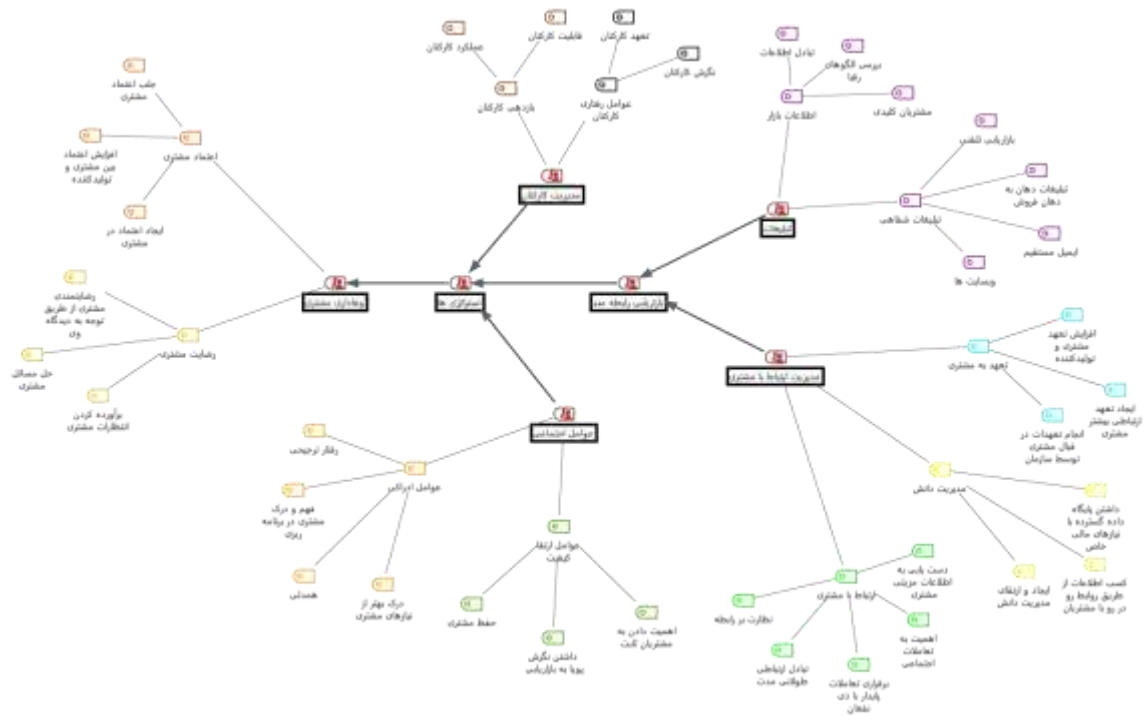 تعهد کارکنان
قابلیت کارکنان
عملکرد کارکنان
نگرش کارکنان
بازدهی کارکنان
عوامل رفتاری
کارکنان
مدیریت کارکنان
تبادل اطلاعات
بررسی الگوهای
رقبا
مشتریان کلیدی
اطلاعات بازار
بازاریابی تلفنی
تبلیغات دهان به
دهان فروش
تبلیغات شفاهی
ایمیل مستقیم
وبسایت ها
تبلیغات
جلب اعتماد
مشتری
افزایش اعتماد
بین مشتری و
تولیدکننده
اعتماد مشتری
ایجاد اعتماد در
مشتری
وفاداری مشتری
استراتژی ها
بازاریابی رابطه مند
رضایتمندی
مشتری از طریق
توجه به دیدگاه
وی
رضایت مشتری
حل مسائل
مشتری
برآورده کردن
انتظارات مشتری
مدیریت ارتباط با مشتری
افزایش تعهد
مشتری و
تولیدکننده
تعهد به مشتری
ایجاد تعهد
ارتباطی بیشتر
مشتری
انجام تعهدات در
قبال مشتری
توسط سازمان
عوامل اجتماعی
رفتار ترجیحی
عوامل ادراکی
فهم و درک
مشتری در برنامه
ریزی
همدلی
درک بهتر از
نیازهای مشتری
عوامل ارتقا
کیفیت
حفظ مشتری
داشتن نگرش
پویا به بازاریابی
اهمیت دادن به
مشتریان ثابت
مدیریت دانش
داشتن پایگاه
داده گسترده با
نیازهای مالی
خاص
کسب اطلاعات از
طریق روابط رو
در رو با مشتریان
ایجاد و ارتقای
مدیریت دانش
دست یابی به
اطلاعات مزیتی
مشتری
ارتباط با مشتری
نظارت بر رابطه
اهمیت به
تعاملات
اجتماعی
تبادل ارتباطی
طولانی مدت
برقراری تعاملات
پایدار با ذی
نفعان